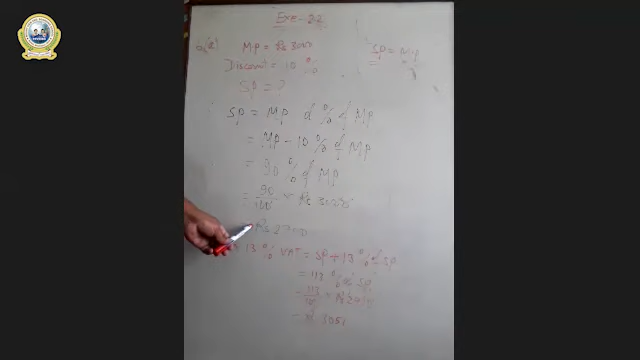 Exe - 22
MP = Rs 3000
Discount = 10 %
SP = ?
SP = MP
SP = MP d % of MP
= MP - 10 % of MP
= 90 % of MP
= 90/100 × Rs 3000
= Rs 2700
13 % VAT = SP + 13 % of SP
= 113 % of SP
= 113/100 × Rs
= Rs 3051